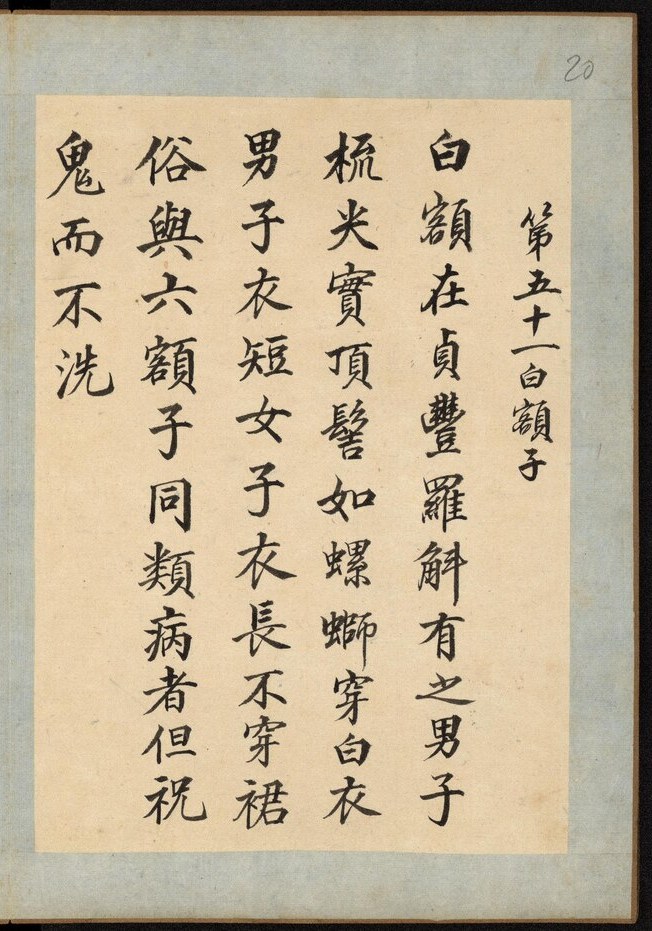 20
第五十一白額子
白額在貞豐羅斛有之男子
梳尖實頂髻如螺螄穿白衣
男子衣短女子衣長不穿裙
俗與六額子同類病者但祝
鬼而不洗